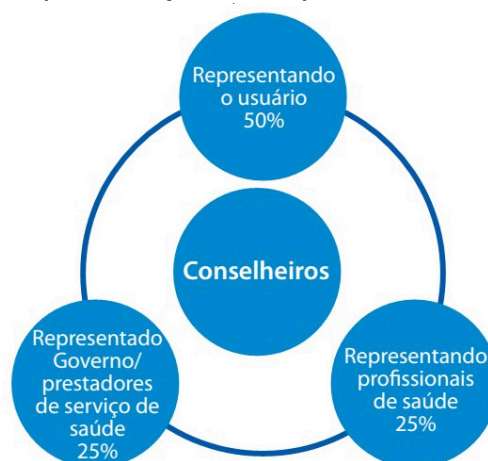 Representando
o usuário
50%
Conselheiros
Representado
Governo/
prestadores
de serviço de
saúde
25%
Representando
profissionais
de saúde
25%